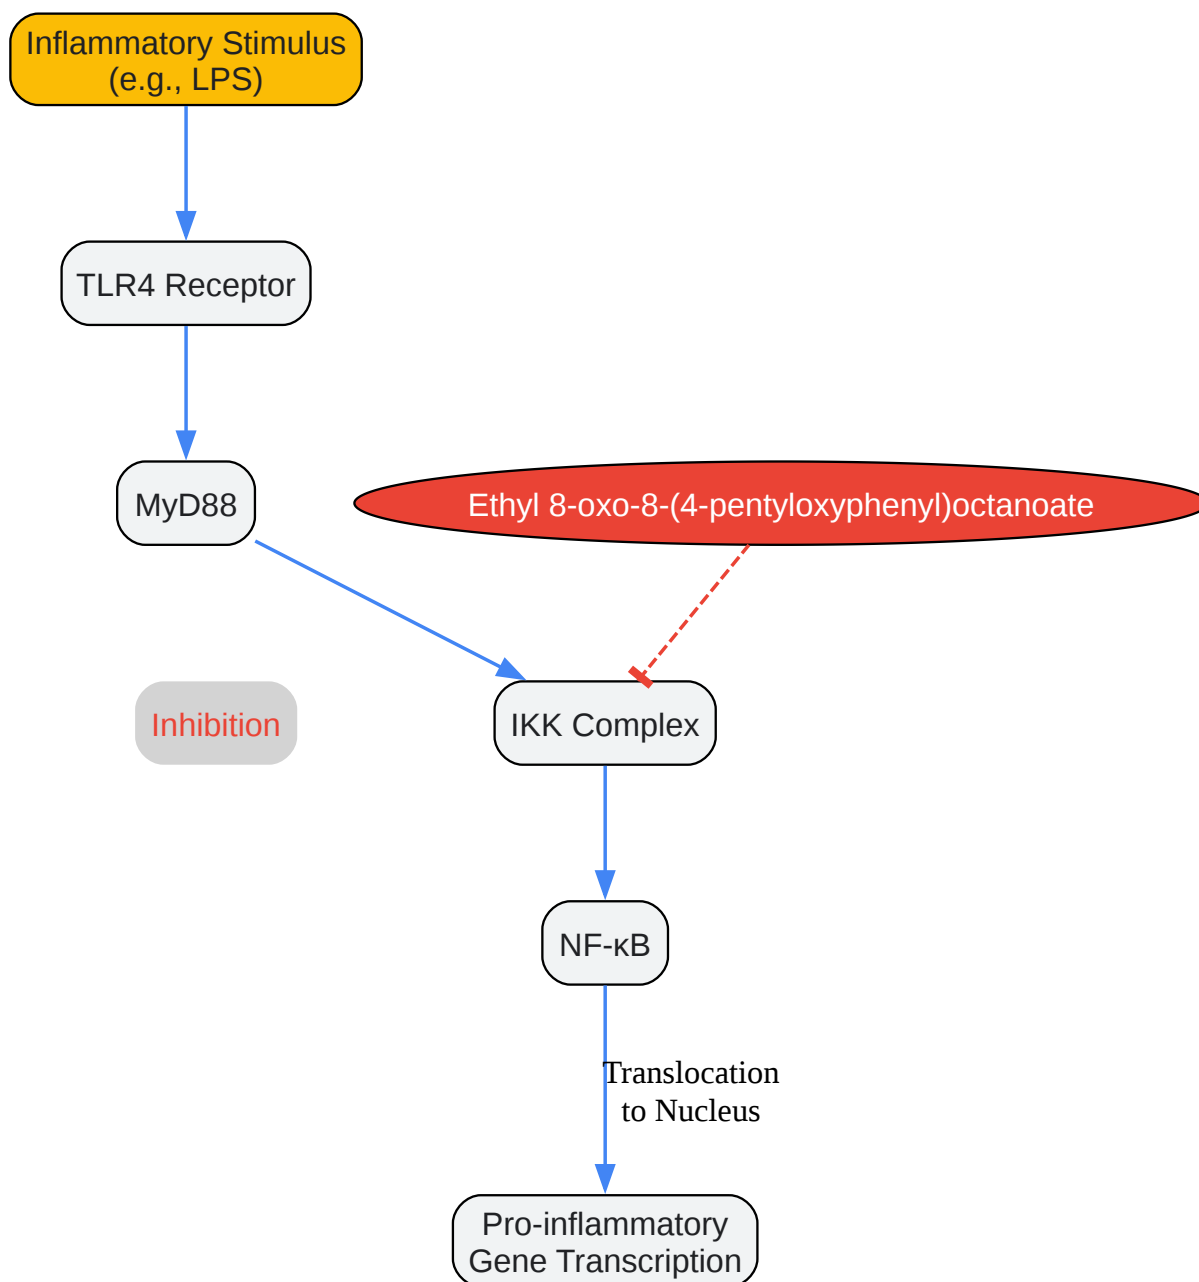 Inflammatory Stimulus
(e.g., LPS)
TLR4 Receptor
MyD88
Ethyl 8-oxo-8-(4-pentyloxyphenyl)octanoate
Inhibition
IKK Complex
NF-κB
Translocation
to Nucleus
Pro-inflammatory
Gene Transcription